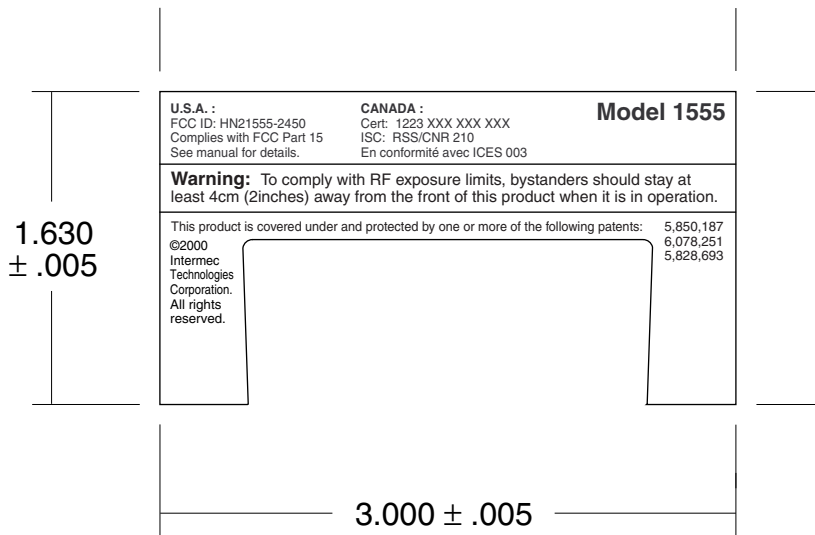 U.S.A. :
FCC ID: HN21555-2450
Complies with FCC Part 15
See manual for details.
CANADA :
Cert: 1223 XXX XXX XXX
ISC: RSS/CNR 210
En conformité avec ICES 003
Model 1555
Warning: To comply with RF exposure limits, bystanders should stay at
least 4cm (2inches) away from the front of this product when it is in operation.
This product is covered under and protected by one or more of the following patents: 5,850,187
6,078,251
5,828,693
©2000
Intermec
Technologies
Corporation.
All rights
reserved.
1.630
± .005
3.000 ± .005